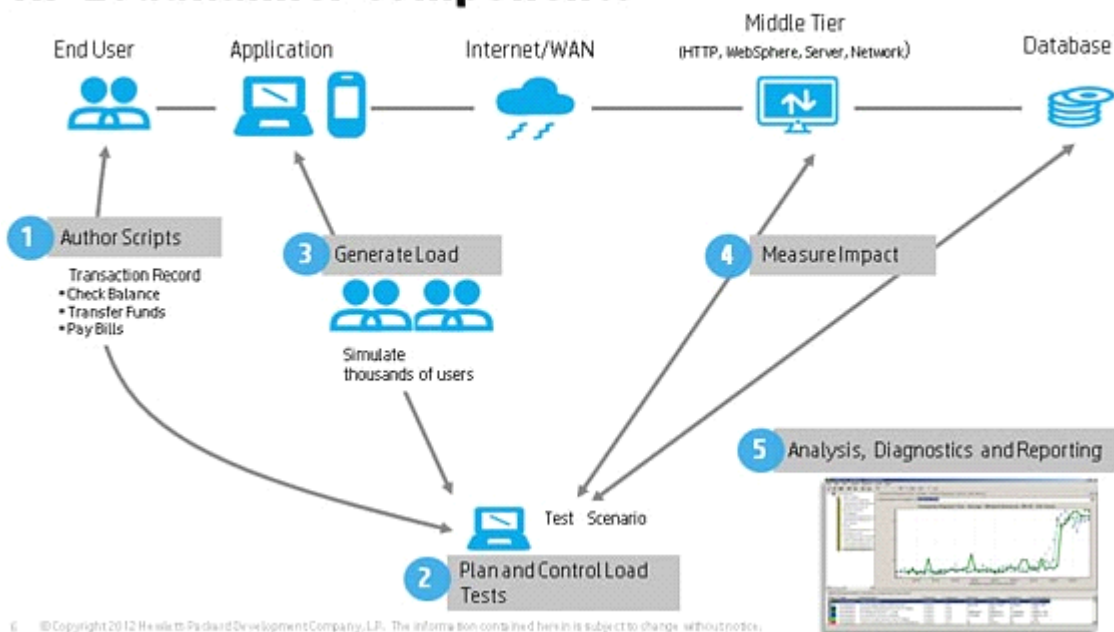 End User
Application
Internet/WAN
Middle Tier
(HTTP, WebSphere, Server, Network)
Database
1 Author Scripts
Transaction Record
• Check Balance
• Transfer Funds
• Pay Bills
3 Generate Load
Simulate
thousands of users
4 Measure Impact
5 Analysis, Diagnostics and Reporting
Test Scenario
2 Plan and Control Load
Tests
6 © Copyright 2012 Hewlett-Packard Development Company, L.P. The information contained herein is subject to change without notice.